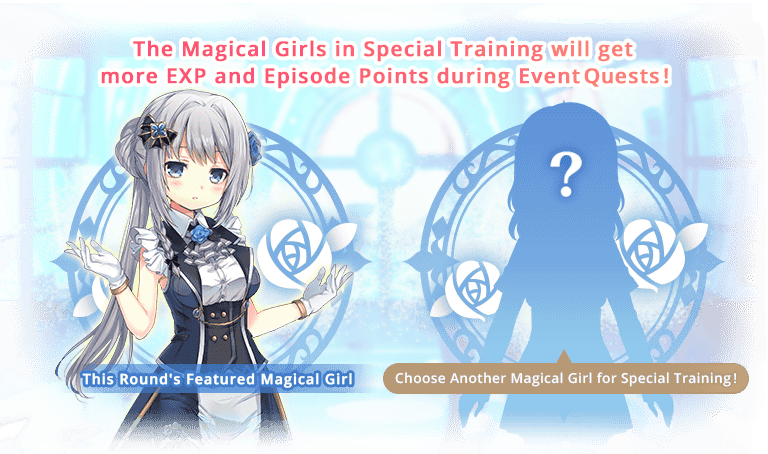 The Magical Girls in Special Training will get
more EXP and Episode Points during Event Quests!
?
This Round's Featured Magical Girl
Choose Another Magical Girl for Special Training!